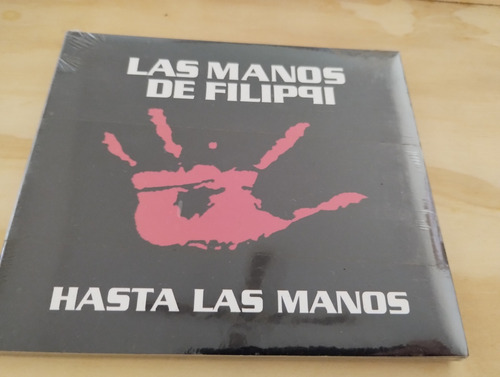 LAS MANOS
DE FILIPPI
HASTA LAS MANOS